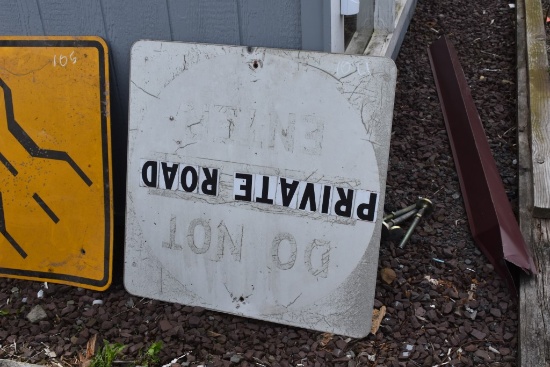 DO NOT
PRIVATE ROAD
ENTER
106